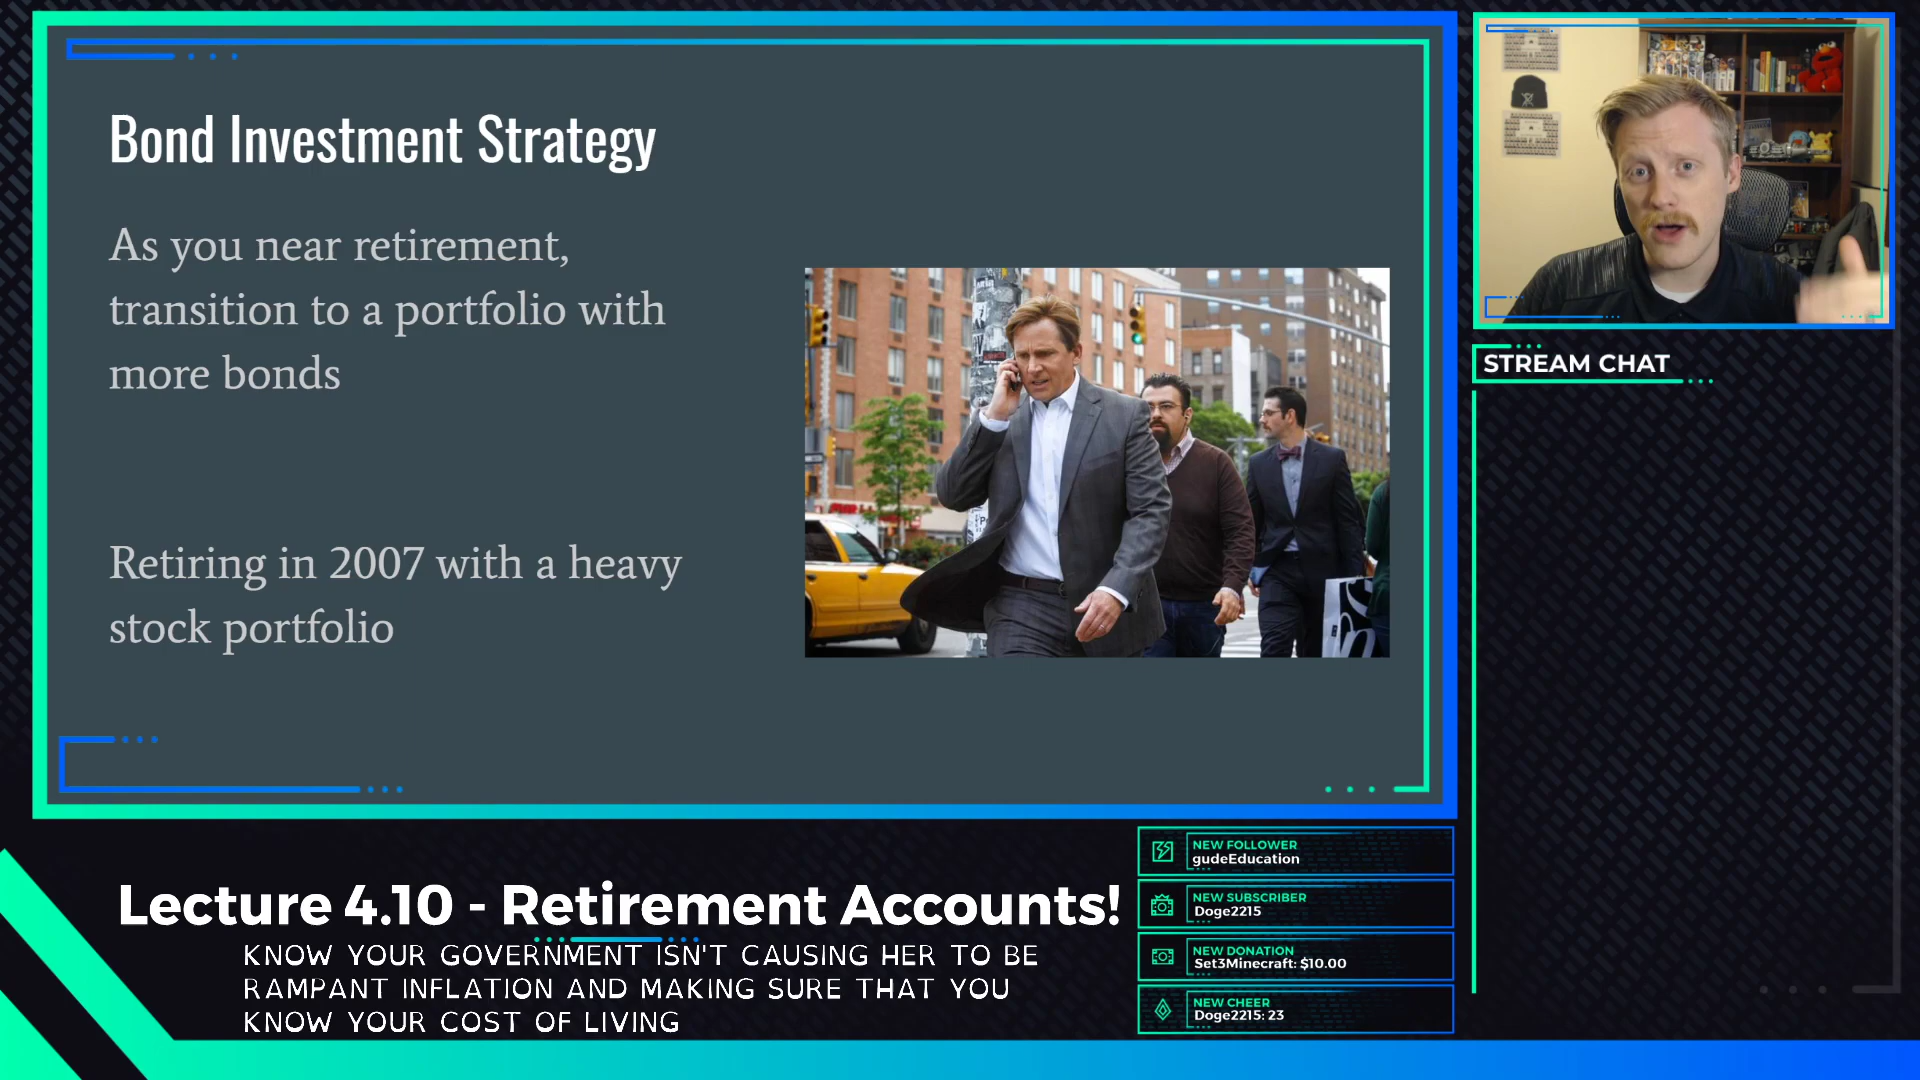 Bond Investment Strategy
As you near retirement,
transition to a portfolio with
more bonds
Retiring in 2007 with a heavy
stock portfolio
STREAM CHAT
Lecture 4.10 - Retirement Accounts!
KNOW YOUR GOVERNMENT ISN'T CAUSING HER TO BE
RAMPANT INFLATION AND MAKING SURE THAT YOU
KNOW YOUR COST OF LIVING
NEW FOLLOWER
gudeEducation
NEW SUBSCRIBER
Doge2215
NEW DONATION
Set3Minecraft: $10.00
NEW CHEER
Doge2215: 23